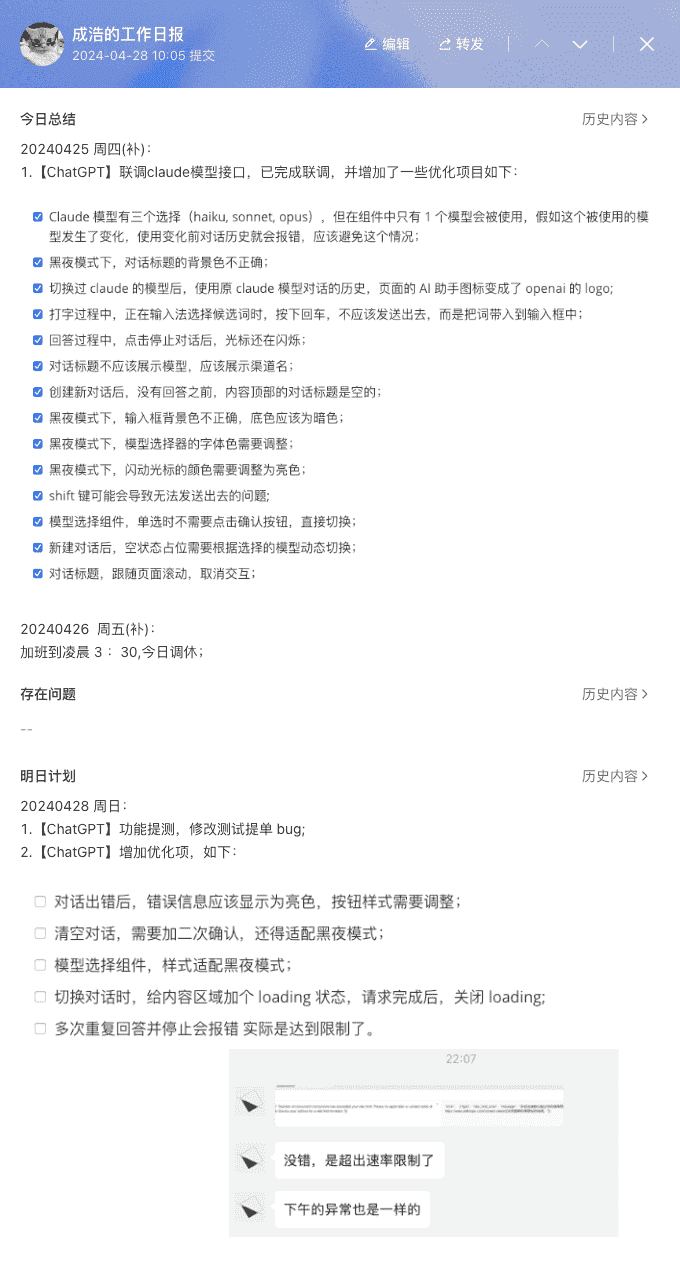 成浩的工作日报
2024-04-28 10:05 提交
编辑
转发
今日总结
历史内容
20240425 周四(补)：
1.【ChatGPT】联调claude模型接口，已完成联调，并增加了一些优化项目如下：
Claude 模型有三个选择（haiku, sonnet, opus），但在组件中只有 1 个模型会被使用，假如这个被使用的模
型发生了变化，使用变化前对话历史就会报错，应该避免这个情况；
黑夜模式下，对话标题的背景色不正确；
切换过 claude 的模型后，使用原 claude 模型对话的历史，页面的 AI 助手图标变成了 openai 的 logo;
打字过程中，正在输入法选择候选词时，按下回车，不应该发送出去，而是把词带入到输入框中；
回答过程中，点击停止对话后，光标还在闪烁；
对话标题不应该展示模型，应该展示渠道名；
创建新对话后，没有回答之前，内容顶部的对话标题是空的；
黑夜模式下，输入框背景色不正确，底色应该为暗色；
黑夜模式下，模型选择器的字体色需要调整；
黑夜模式下，闪动光标的颜色需要调整为亮色；
shift 键可能会导致无法发送出去的问题;
模型选择组件，单选时不需要点击确认按钮，直接切换；
新建对话后，空状态占位需要根据选择的模型动态切换；
对话标题，跟随页面滚动，取消交互；
20240426 周五(补)：
加班到凌晨 3 ：30,今日调休；
存在问题
历史内容
--
明日计划
历史内容
20240428 周日：
1.【ChatGPT】功能提测，修改测试提单 bug;
2.【ChatGPT】增加优化项，如下：
对话出错后，错误信息应该显示为亮色，按钮样式需要调整；
清空对话，需要加二次确认，还得适配黑夜模式；
模型选择组件，样式适配黑夜模式；
切换对话时，给内容区域加个 loading 状态，请求完成后，关闭 loading;
多次重复回答并停止会报错 实际是达到限制了。
22:07
没错，是超出速率限制了
下午的异常也是一样的